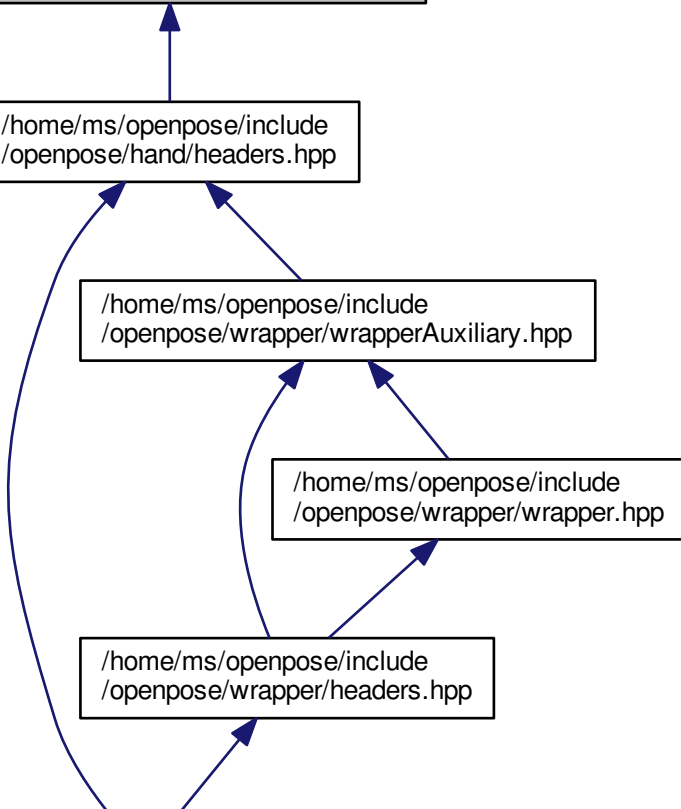 /home/ms/openpose/include
/openpose/hand/headers.hpp
/home/ms/openpose/include
/openpose/wrapper/wrapperAuxiliary.hpp
/home/ms/openpose/include
/openpose/wrapper/wrapper.hpp
/home/ms/openpose/include
/openpose/wrapper/headers.hpp